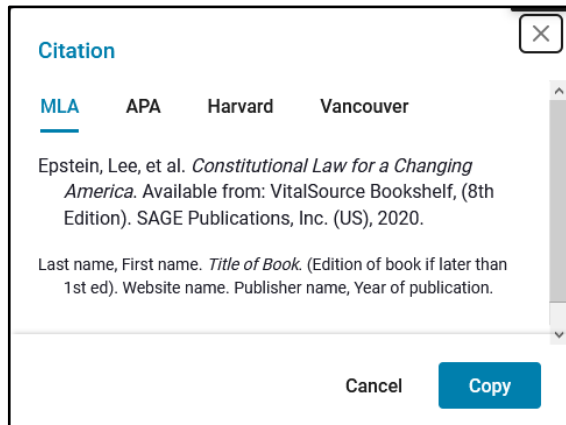 Citation
MLA APA Harvard Vancouver
Epstein, Lee, et al. Constitutional Law for a Changing
America. Available from: VitalSource Bookshelf, (8th
Edition). SAGE Publications, Inc. (US), 2020.
Last name, First name. Title of Book. (Edition of book if later than
1st ed). Website name. Publisher name, Year of publication.
Cancel Copy